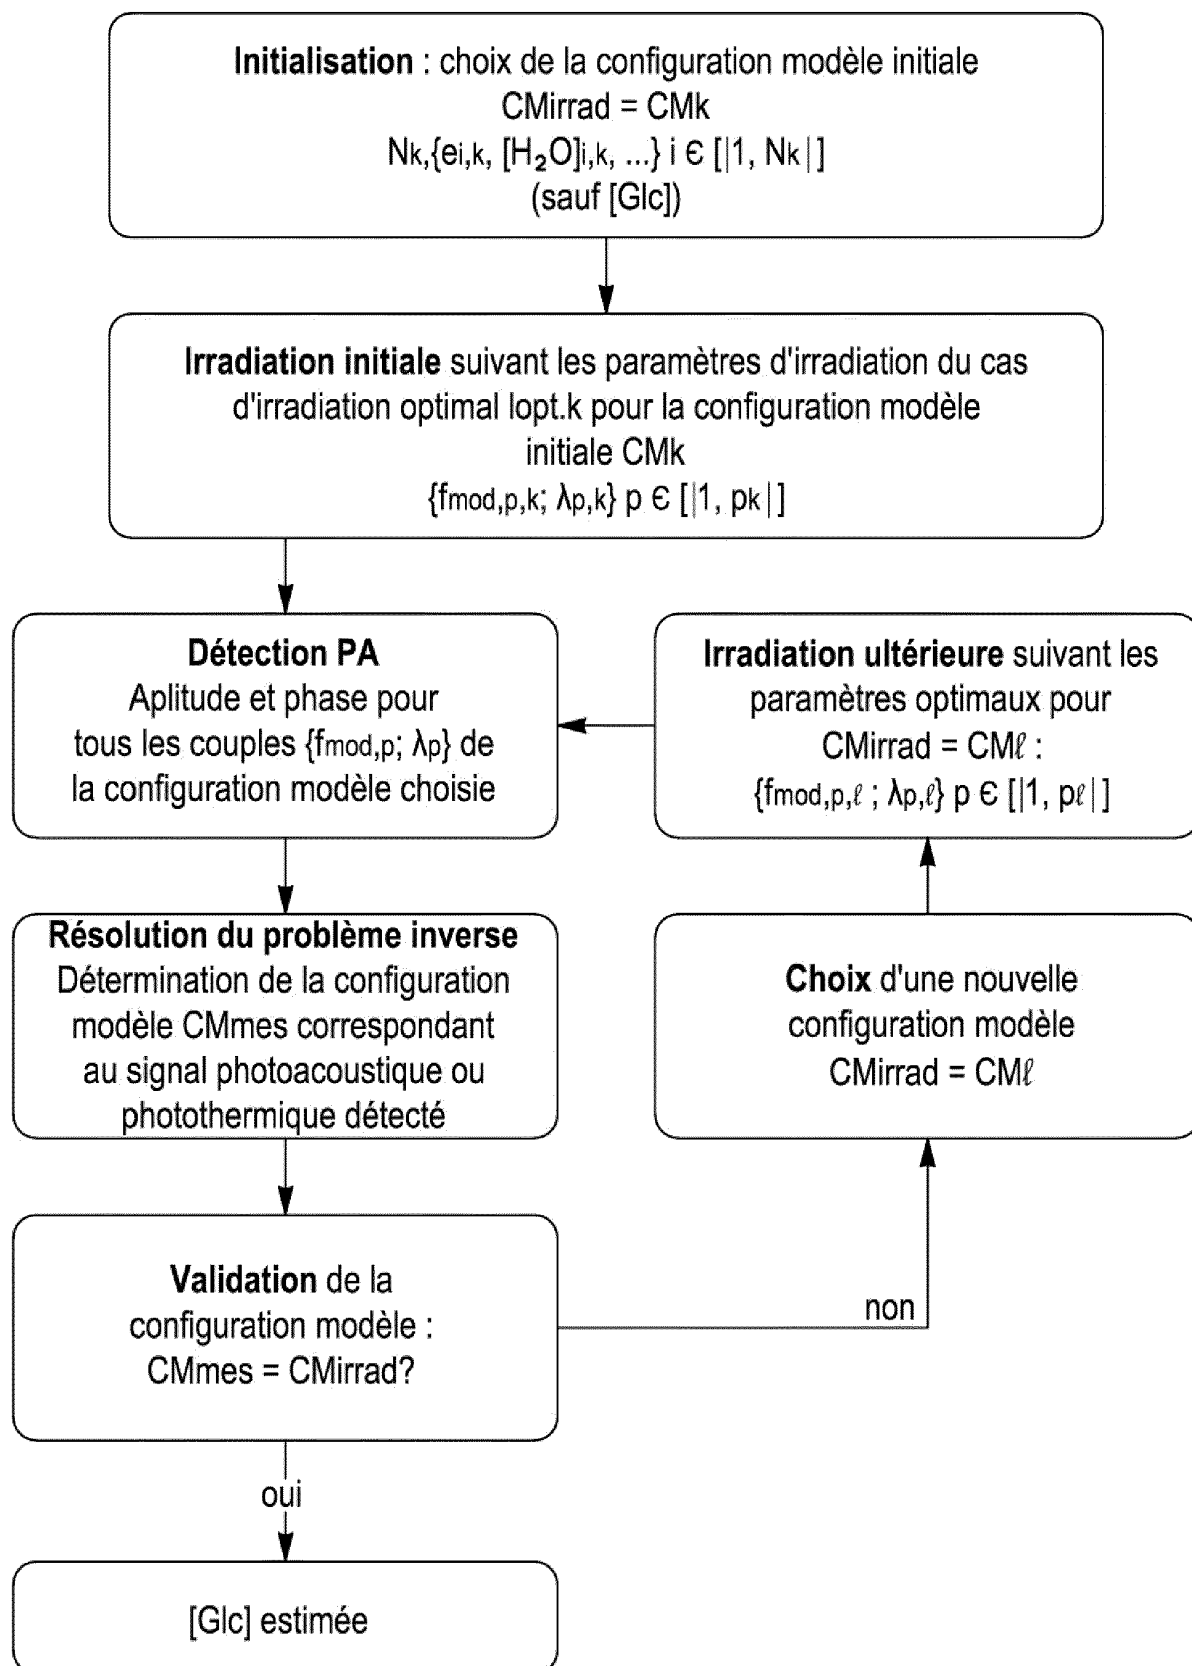 Initialisation : choix de la configuration modèle initiale
CMirrad = CMk
Nk,{ei,k, [H₂O]i,k, ...} i Є [|1, Nk|]
(sauf [Glc])
Irradiation initiale suivant les paramètres d'irradiation du cas
d'irradiation optimal lopt.k pour la configuration modèle
initiale CMk
{fmod,p,k; λp,k} p Є [|1, pk|]
Détection PA
Aplitude et phase pour
tous les couples {fmod,p; λp} de
la configuration modèle choisie
Irradiation ultérieure suivant les
paramètres optimaux pour
CMirrad = CMℓ :
{fmod,p,ℓ ; λp,ℓ} p Є [|1, pℓ|]
Résolution du problème inverse
Détermination de la configuration
modèle CMmes correspondant
au signal photoacoustique ou
photothermique détecté
Choix d'une nouvelle
configuration modèle
CMirrad = CMℓ
Validation de la
configuration modèle :
CMmes = CMirrad?
non
oui
[Glc] estimée